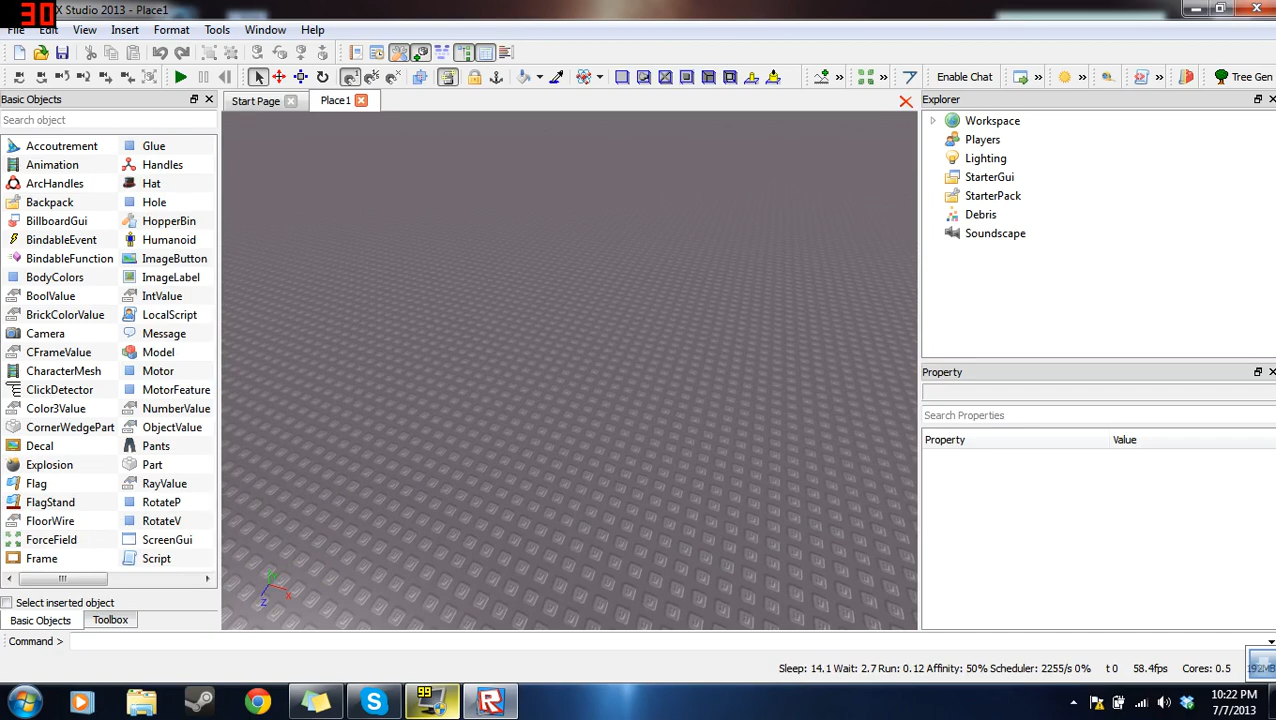 30
X Studio 2013 - Place1
File Edit View Insert Format Tools Window Help
Enable Chat
Tree Gen
Basic Objects
Search object
Accoutrement
Animation
ArcHandles
Backpack
BillboardGui
BindableEvent
BindableFunction
BodyColors
BoolValue
BrickColorValue
Camera
CFrameValue
CharacterMesh
ClickDetector
Color3Value
CornerWedgePart
Decal
Explosion
Flag
FlagStand
FloorWire
ForceField
Frame
Glue
Handles
Hat
Hole
HopperBin
Humanoid
ImageButton
ImageLabel
IntValue
LocalScript
Message
Model
Motor
MotorFeature
NumberValue
ObjectValue
Pants
Part
RayValue
RotateP
RotateV
ScreenGui
Script
Select inserted object
Basic Objects Toolbox
Start Page Place1
Y
Z X
Explorer
Workspace
Players
Lighting
StarterGui
StarterPack
Debris
Soundscape
Property
Search Properties
Property Value
Command >
Sleep: 14.1 Wait: 2.7 Run: 0.12 Affinity: 50% Scheduler: 2255/s 0% t 0 58.4fps Cores: 0.5 192MB
99
10:22 PM
7/7/2013